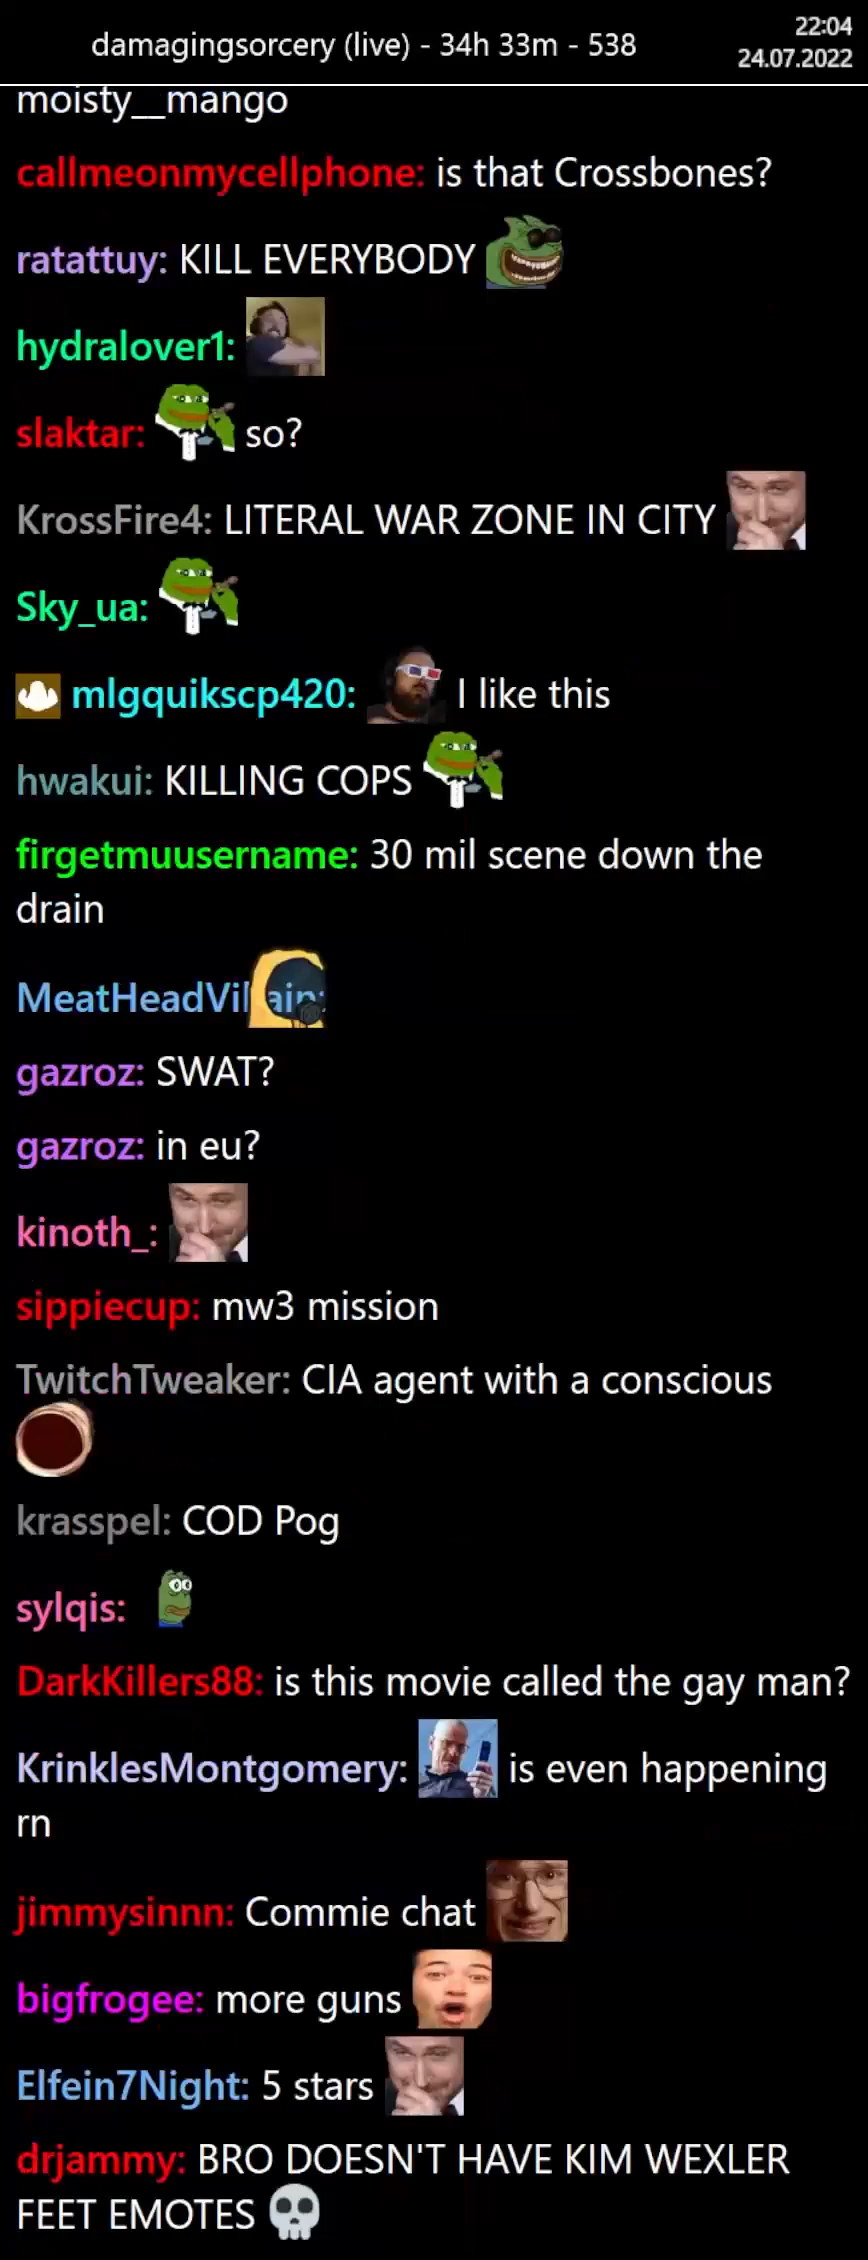 damagingsorcery (live) - 34h 33m - 538
22:04
24.07.2022
moisty__mango
callmeonmycellphone: is that Crossbones?
ratattuy: KILL EVERYBODY
hydralover1:
slaktar: so?
KrossFire4: LITERAL WAR ZONE IN CITY
Sky_ua:
mlgquikscp420: I like this
hwakui: KILLING COPS
firgetmuusername: 30 mil scene down the
drain
MeatHeadVillain:
gazroz: SWAT?
gazroz: in eu?
kinoth_:
sippiecup: mw3 mission
TwitchTweaker: CIA agent with a conscious
krasspel: COD Pog
sylqis:
DarkKillers88: is this movie called the gay man?
KrinklesMontgomery: is even happening
rn
jimmysinnn: Commie chat
bigfrogee: more guns
Elfein7Night: 5 stars
drjammy: BRO DOESN'T HAVE KIM WEXLER
FEET EMOTES 💀